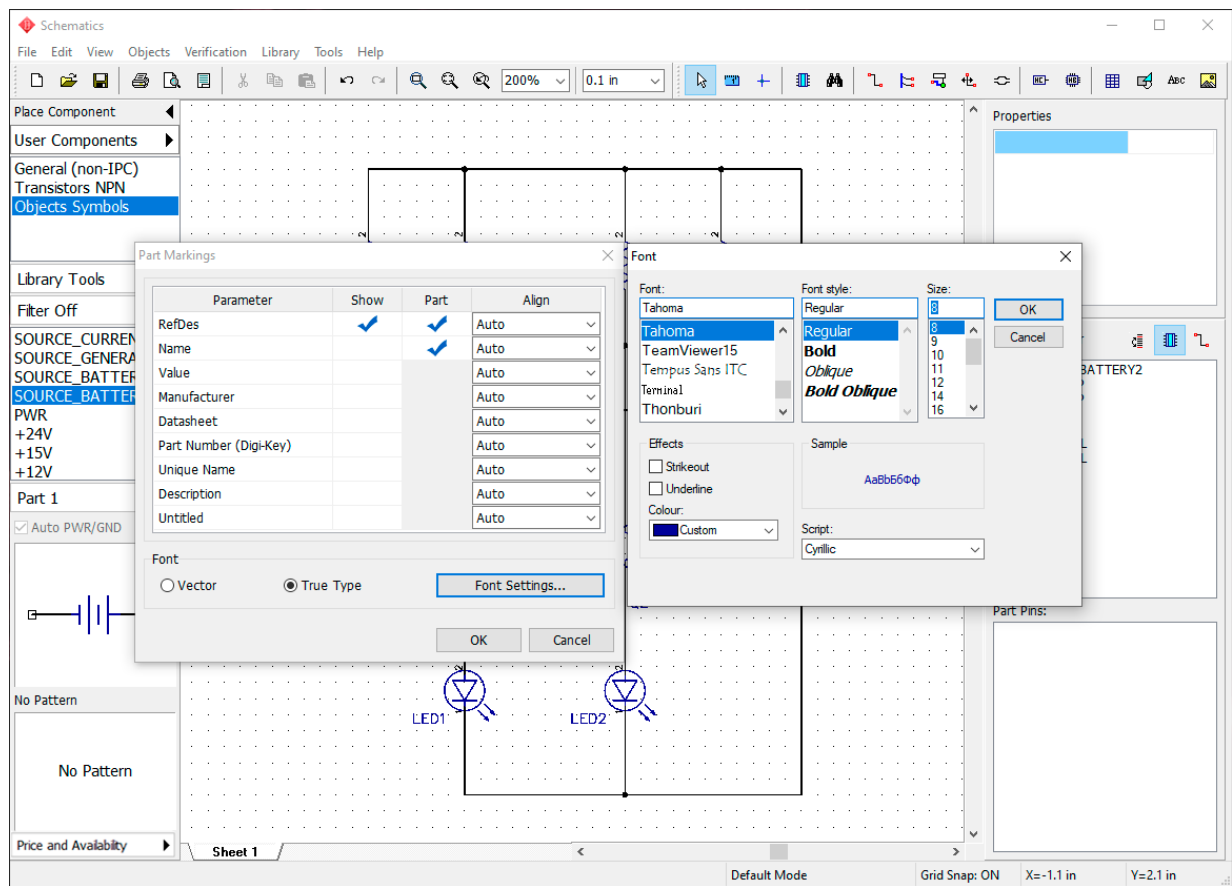 Schematics
File Edit View Objects Verification Library Tools Help
200% 0.1 in ABC
Place Component
User Components
General (non-IPC)
Transistors NPN
Objects Symbols
Library Tools
Filter Off
SOURCE_CURREN
SOURCE_GENERA
SOURCE_BATTER
SOURCE_BATTER
PWR
+24V
+15V
+12V
Part 1
Auto PWR/GND
No Pattern
No Pattern
Price and Availability
2 2 2 2
Part Markings
Parameter Show Part Align
RefDes Auto
Name Auto
Value Auto
Manufacturer Auto
Datasheet Auto
Part Number (Digi-Key) Auto
Unique Name Auto
Description Auto
Untitled Auto
Font
Vector True Type Font Settings...
OK Cancel
Font
Font: Font style: Size:
Tahoma Regular 8
Tahoma Regular 8
TeamViewer15 Bold 9
Tempus Sans ITC Oblique 10
Terminal Bold Oblique 11
Thonburi 12
14
16
OK
Cancel
Effects
Strikeout
Underline
Colour:
Custom
Sample
AaBbБбФф
Script:
Cyrillic
2 2
LED1 LED2
Properties
BATTERY2
Part Pins:
Sheet 1
Default Mode Grid Snap: ON X=-1.1 in Y=2.1 in